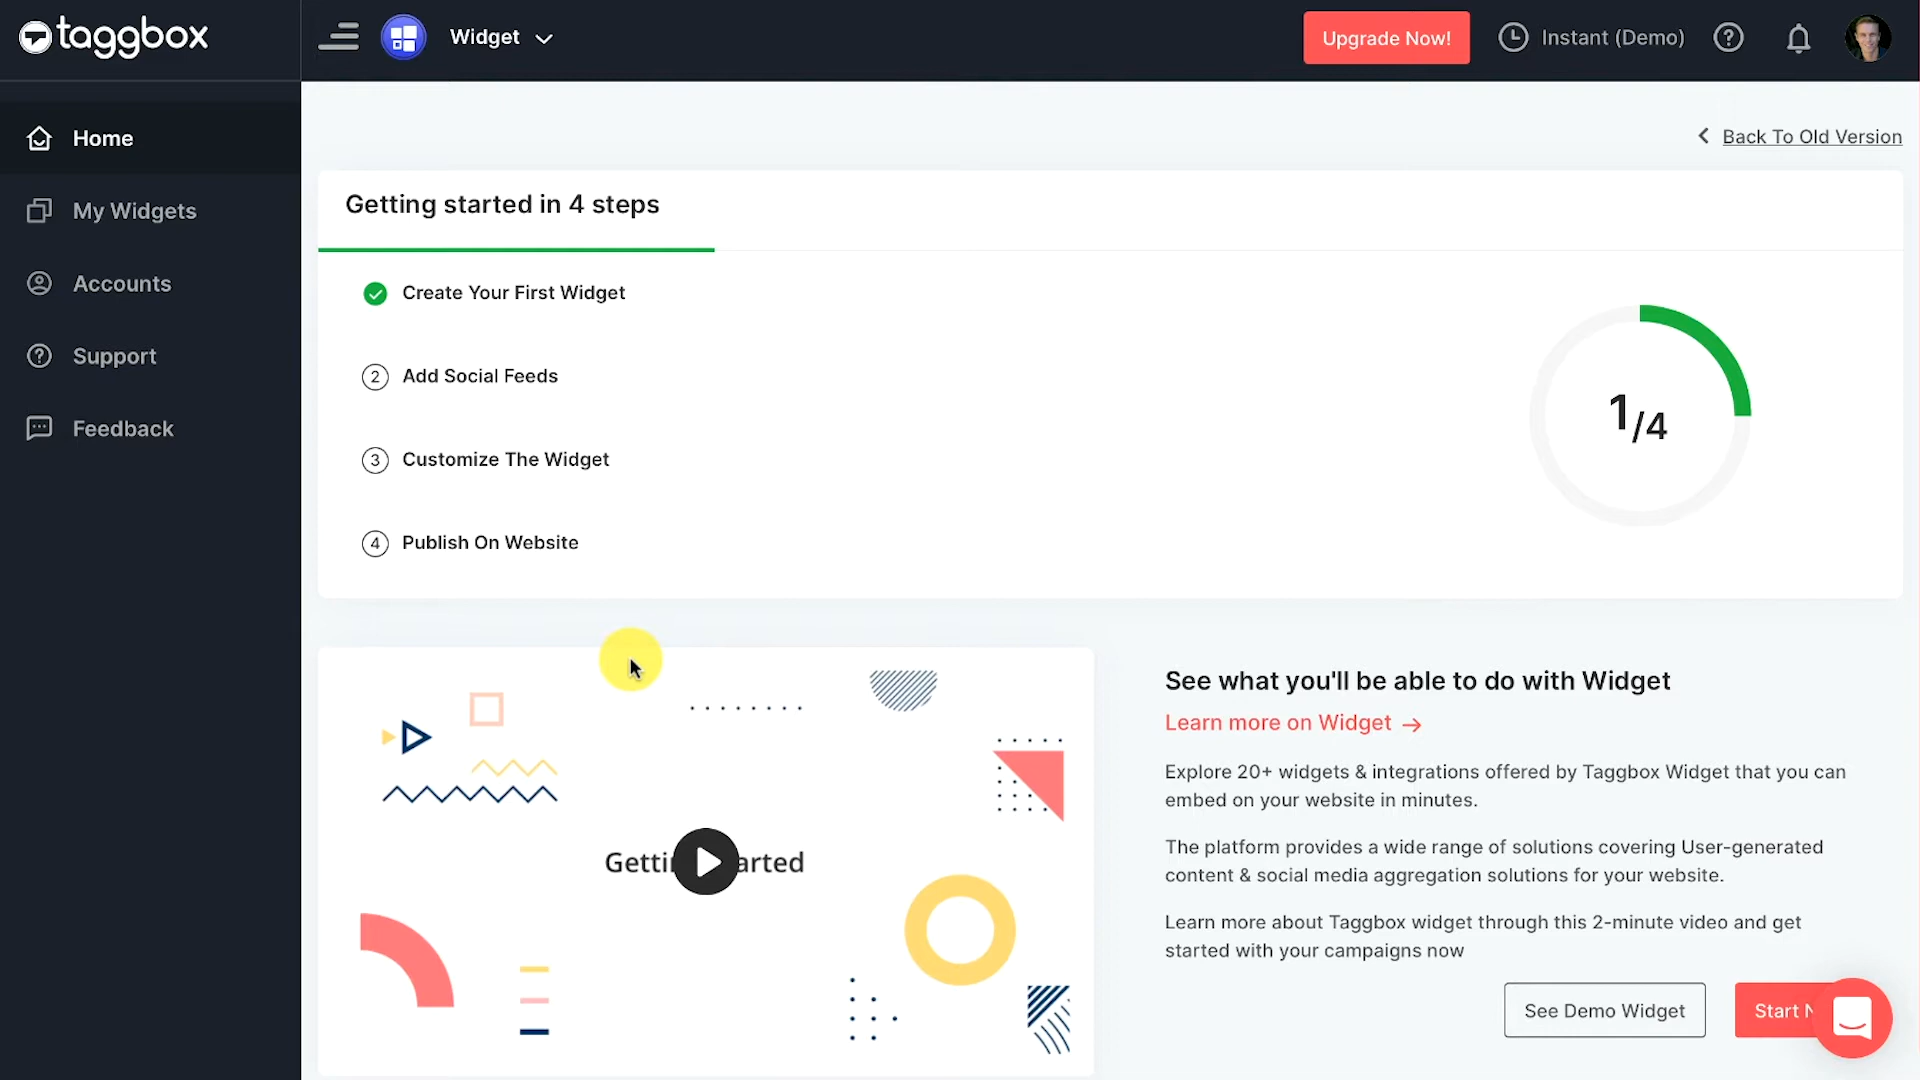 taggbox
Widget
Upgrade Now!
Instant (Demo)
Home
My Widgets
Accounts
Support
Feedback
Back To Old Version
Getting started in 4 steps
Create Your First Widget
2 Add Social Feeds
3 Customize The Widget
4 Publish On Website
1/4
See what you'll be able to do with Widget
Learn more on Widget →
Explore 20+ widgets & integrations offered by Taggbox Widget that you can
embed on your website in minutes.
The platform provides a wide range of solutions covering User-generated
content & social media aggregation solutions for your website.
Learn more about Taggbox widget through this 2-minute video and get
started with your campaigns now
See Demo Widget
Start